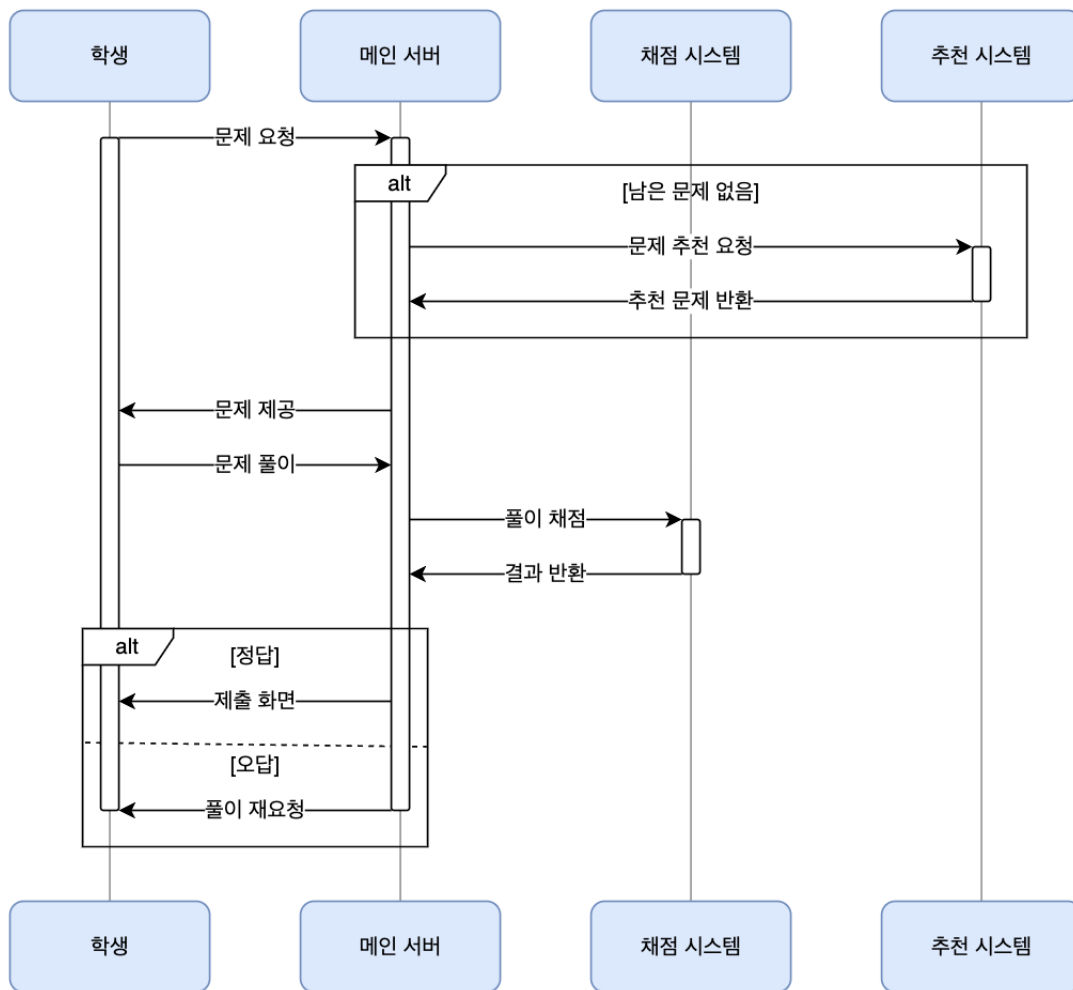 학생
메인 서버
채점 시스템
추천 시스템
문제 요청
alt
[남은 문제 없음]
문제 추천 요청
추천 문제 반환
문제 제공
문제 풀이
풀이 채점
결과 반환
alt
[정답]
제출 화면
[오답]
풀이 재요청
학생
메인 서버
채점 시스템
추천 시스템